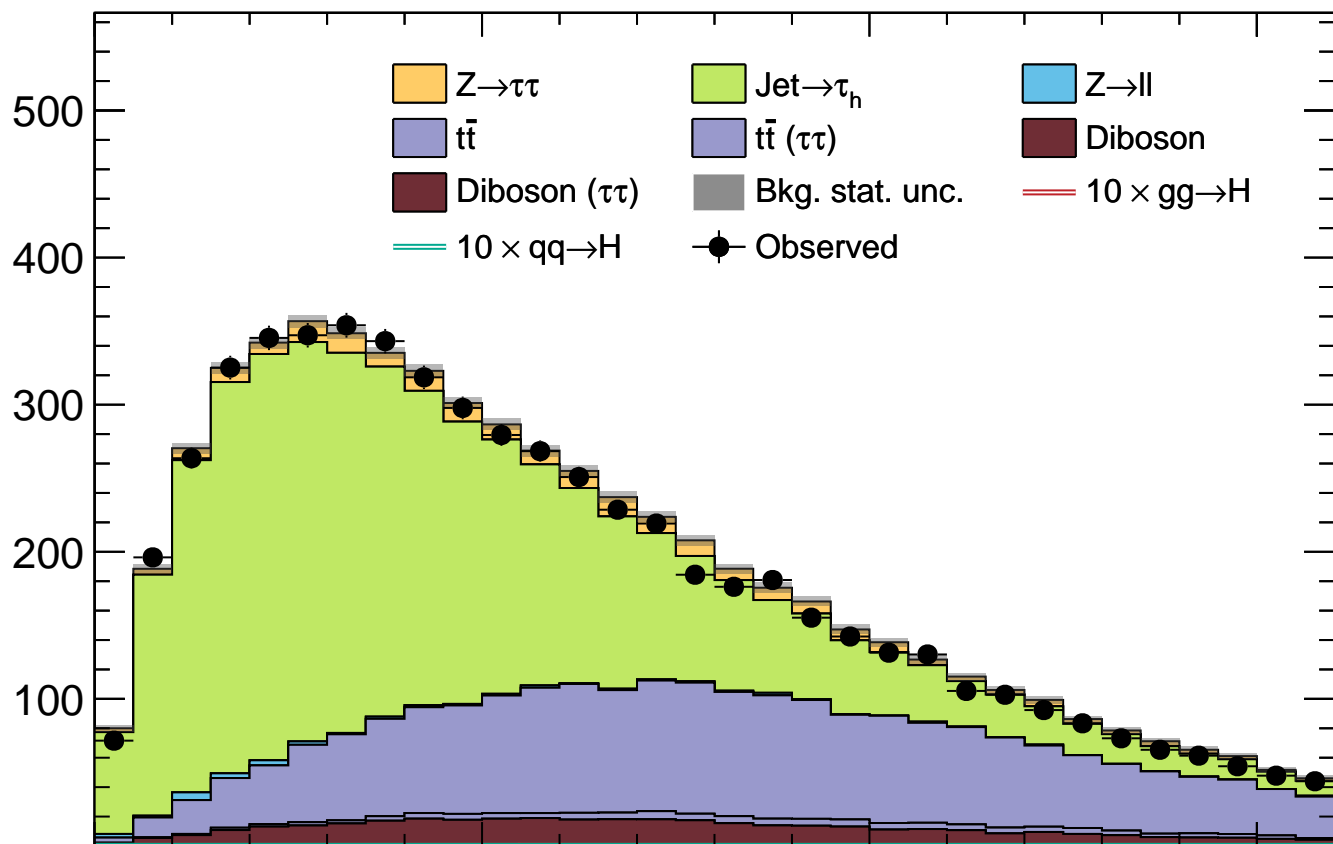 Z→ττ Jet→τh Z→ll
500
tt̄ tt̄ (ττ) Diboson
Diboson (ττ) Bkg. stat. unc. 10 × gg→H
10 × qq→H Observed
400
300
200
100